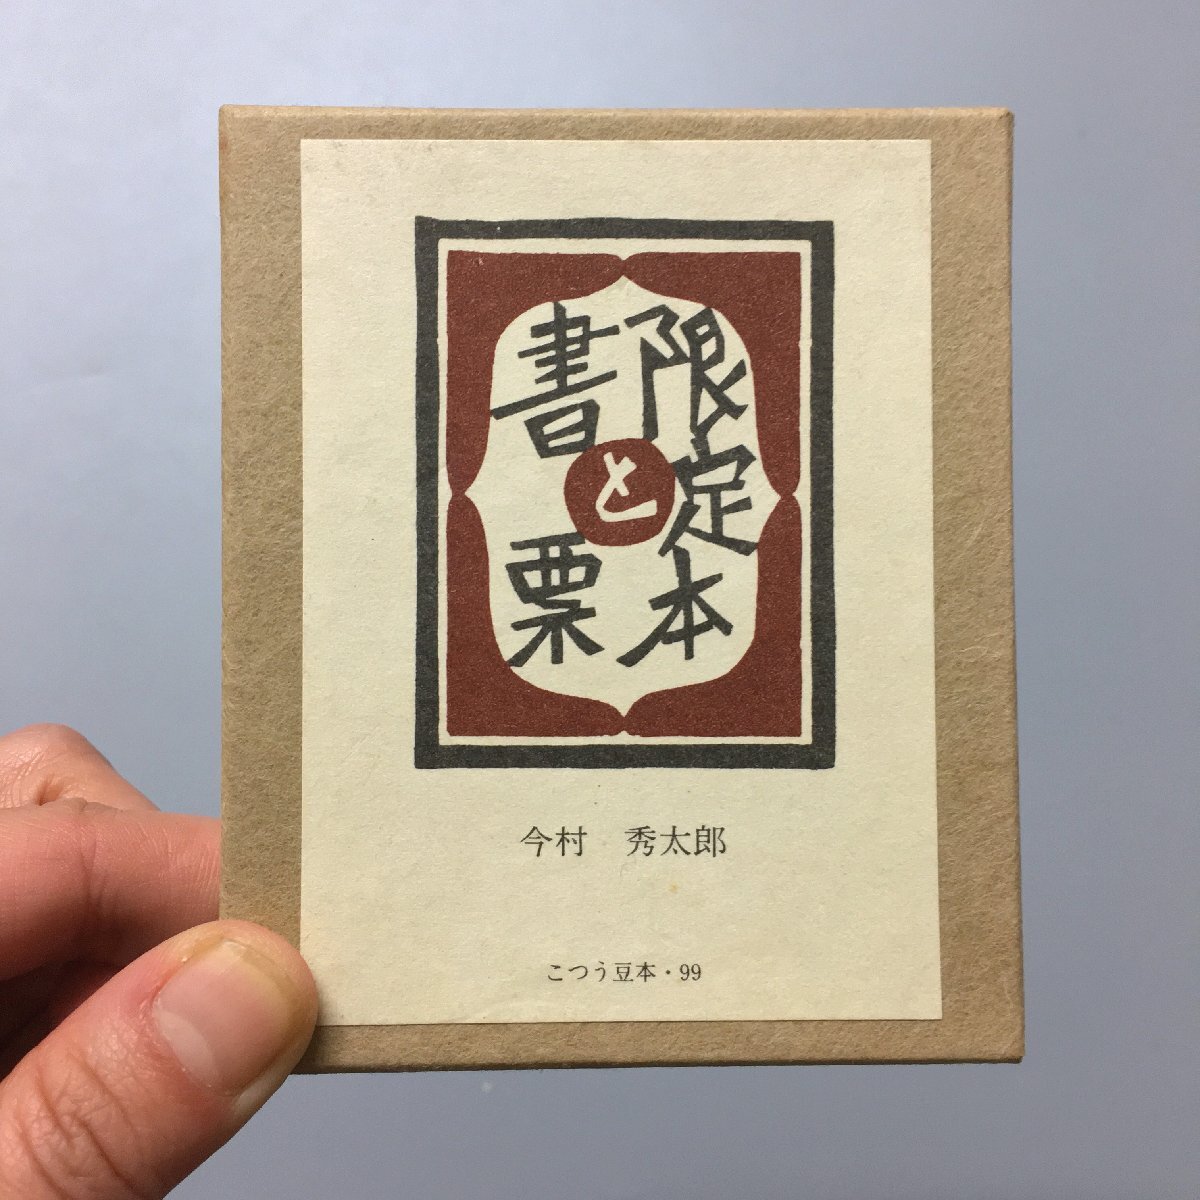 限定本
と
書票
今村 秀太郎
こつう豆本・99